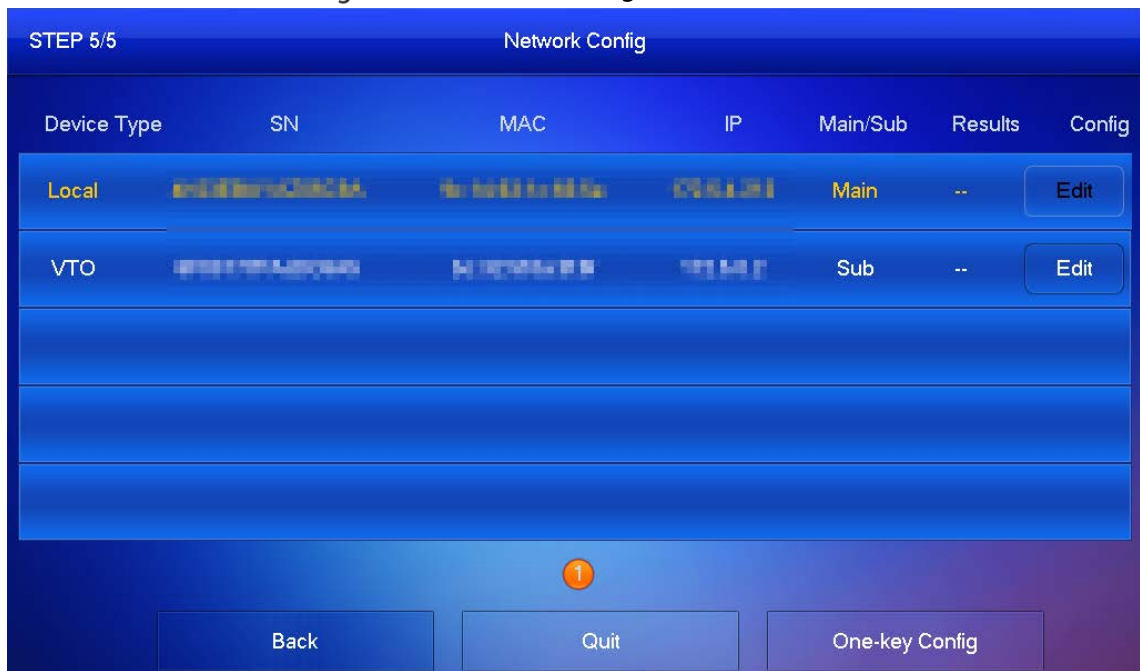 STEP 5/5 Network Config
Device Type SN MAC IP Main/Sub Results Config
Local Main -- Edit
VTO Sub -- Edit
1
Back Quit One-key Config